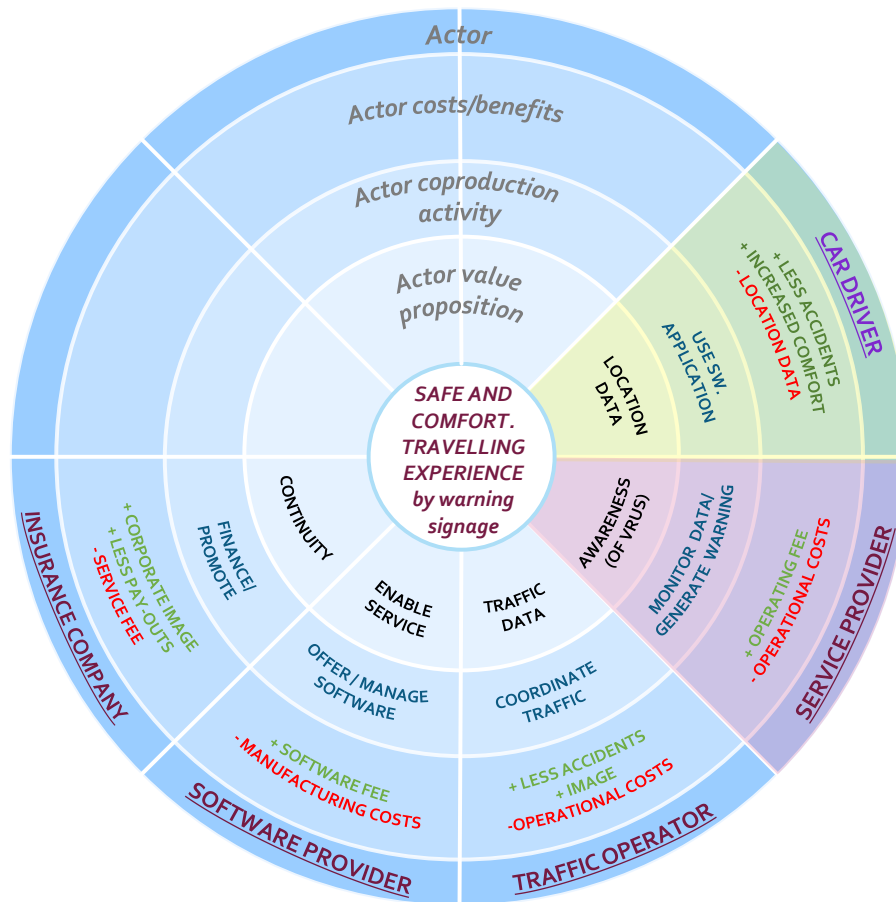 Actor
Actor costs/benefits
Actor coproduction
activity
Actor value
proposition
SAFE AND
COMFORT.
TRAVELLING
EXPERIENCE
by warning
signage
CAR DRIVER
+ LESS ACCIDENTS
+ INCREASED COMFORT
- LOCATION DATA
USE SW.
APPLICATION
LOCATION
DATA
SERVICE PROVIDER
+ OPERATING FEE
- OPERATIONAL COSTS
MONITOR DATA/
GENERATE WARNING
AWARENESS
(OF VRUS)
TRAFFIC OPERATOR
+ LESS ACCIDENTS
+ IMAGE
-OPERATIONAL COSTS
COORDINATE
TRAFFIC
TRAFFIC
DATA
SOFTWARE PROVIDER
+ SOFTWARE FEE
- MANUFACTURING COSTS
OFFER / MANAGE
SOFTWARE
ENABLE
SERVICE
INSURANCE COMPANY
+ CORPORATE IMAGE
+ LESS PAY-OUTS
- SERVICE FEE
FINANCE/
PROMOTE
CONTINUITY